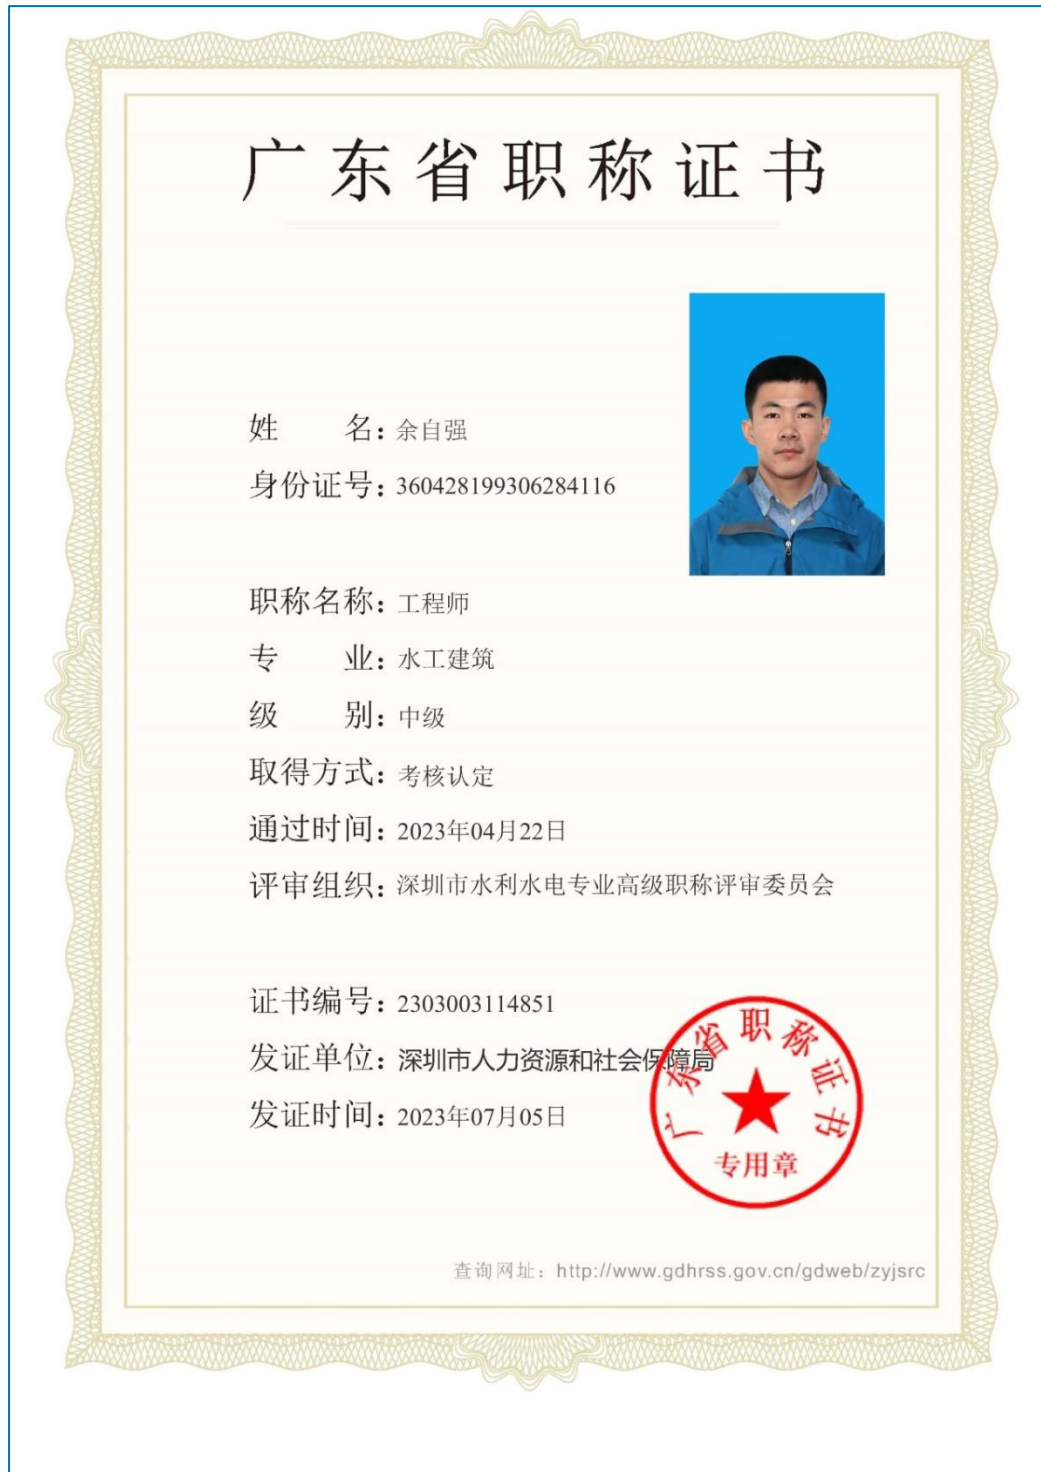 广东省职称证书
姓 名：余自强
身份证号：360428199306284116
职称名称：工程师
专 业：水工建筑
级 别：中级
取得方式：考核认定
通过时间：2023年04月22日
评审组织：深圳市水利水电专业高级职称评审委员会
证书编号：2303003114851
发证单位：深圳市人力资源和社会保障局
发证时间：2023年07月05日
广东省职称证书
专用章
查询网址：http://www.gdhrss.gov.cn/gdweb/zyjsrc